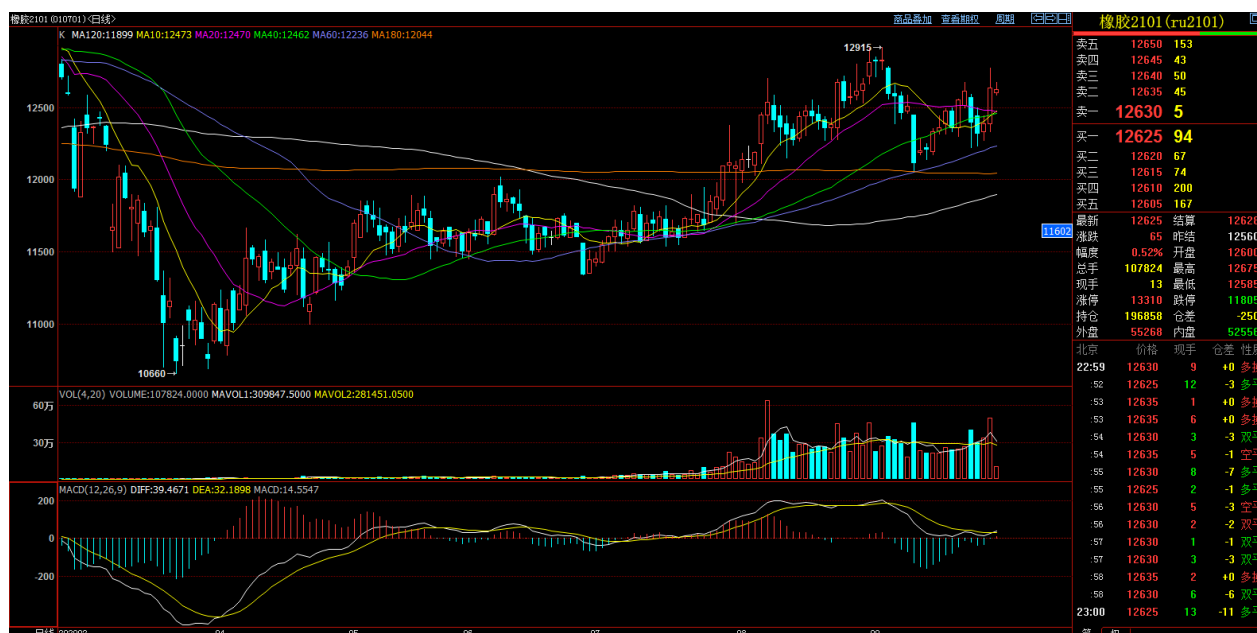 橡胶2101 (010701)<日线>
商品叠加 查看期权 周期
K MA120:11899 MA10:12473 MA20:12470 MA40:12462 MA60:12236 MA180:12044
12915→
12500
12000
11500
11000
10660→
11602
VOL(4,20) VOLUME:107824.0000 MAVOL1:309847.5000 MAVOL2:281451.0500
60万
30万
MACD(12,26,9) DIFF:39.4671 DEA:32.1898 MACD:14.5547
200
0
-200
橡胶2101(ru2101)
卖五 12650 153
卖四 12645 43
卖三 12640 50
卖二 12635 45
卖一 12630 5
买一 12625 94
买二 12620 67
买三 12615 74
买四 12610 200
买五 12605 167
最新 12625 结算
涨跌 65 昨结 12560
幅度 0.52% 开盘
总手 107824 最高
现手 13 最低
涨停 13310 跌停
持仓 196858 仓差
外盘 55268 内盘
北京 价格 现手 仓差
22:59 12630 9 +0
:52 12625 12 -3
:53 12635 1 +0
:53 12635 6 +0
:54 12630 3 -3
:54 12635 5 -1
:55 12630 8 -7
:55 12625 2 -1
:56 12630 5 -3
:56 12630 2 -2
:57 12630 1 -1
:57 12630 3 -3
:58 12635 2 +0
:58 12630 6 -6
23:00 12625 13 -11